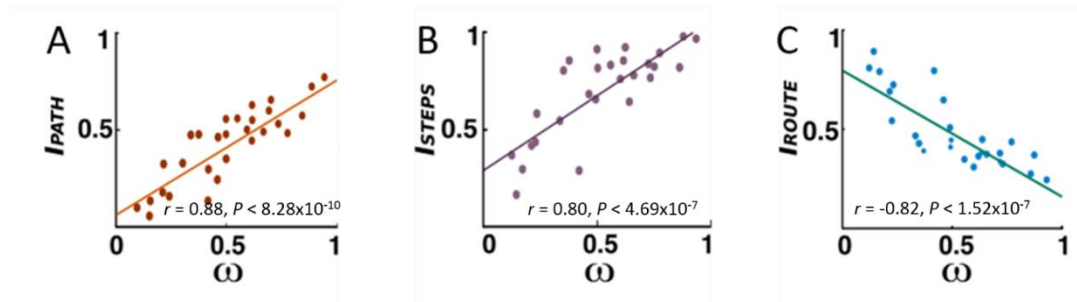 A
1
0.5
IPATH
r = 0.88, P < 8.28x10-10
0
0.5
1
ω
B
1
0.5
ISTEPS
r = 0.80, P < 4.69x10-7
0
0.5
1
ω
C
1
0.5
IROUTE
r = -0.82, P < 1.52x10-7
0
0.5
1
ω